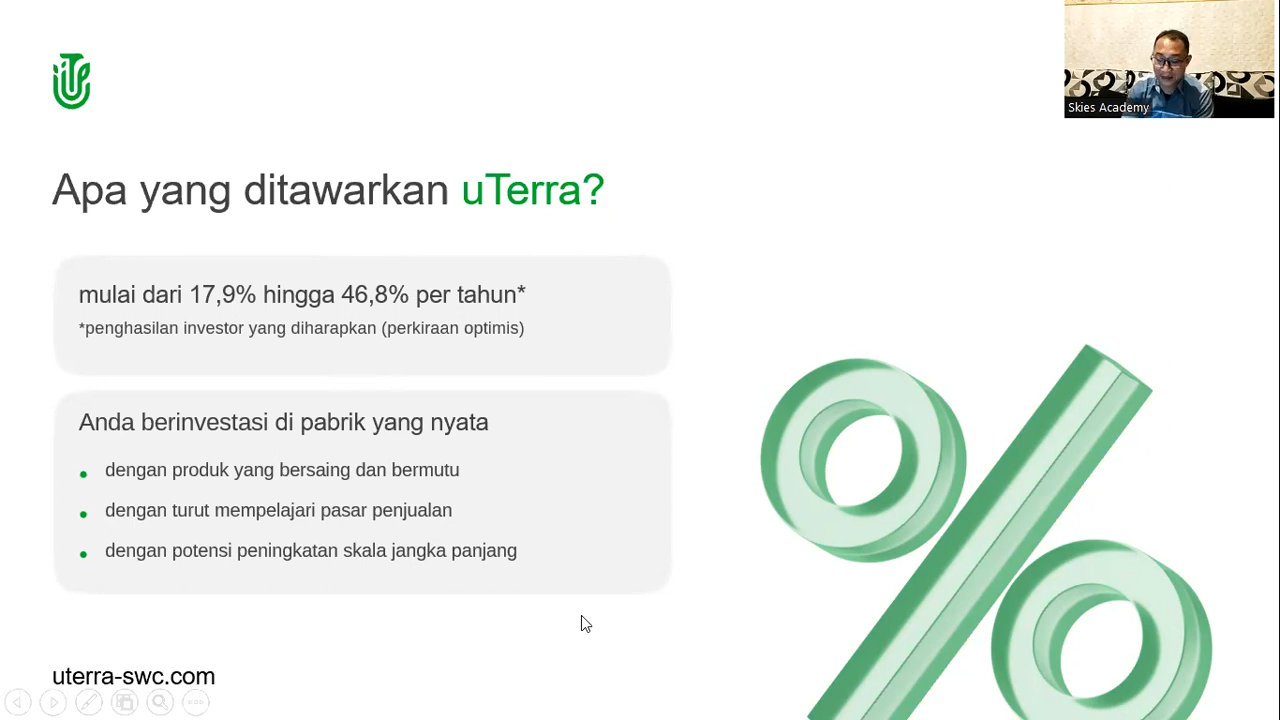 Skies Academy
Apa yang ditawarkan uTerra?
mulai dari 17,9% hingga 46,8% per tahun*
*penghasilan investor yang diharapkan (perkiraan optimis)
Anda berinvestasi di pabrik yang nyata
dengan produk yang bersaing dan bermutu
dengan turut mempelajari pasar penjualan
dengan potensi peningkatan skala jangka panjang
uterra-swc.com